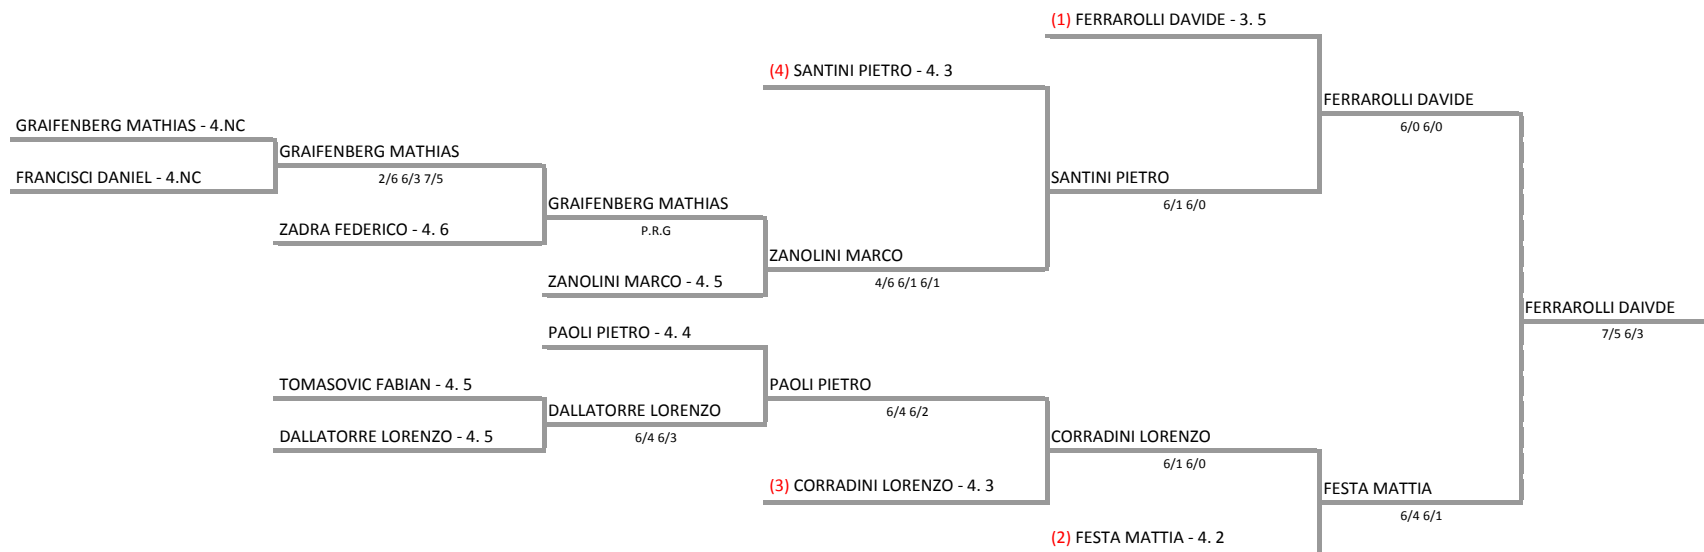 (1) FERRAROLLI DAVIDE - 3. 5
(4) SANTINI PIETRO - 4. 3
FERRAROLLI DAVIDE
6/0 6/0
GRAIFENBERG MATHIAS - 4.NC
GRAIFENBERG MATHIAS
2/6 6/3 7/5
FRANCISCI DANIEL - 4.NC
SANTINI PIETRO
6/1 6/0
GRAIFENBERG MATHIAS
P.R.G
ZADRA FEDERICO - 4. 6
ZANOLINI MARCO
4/6 6/1 6/1
ZANOLINI MARCO - 4. 5
FERRAROLLI DAIVDE
7/5 6/3
PAOLI PIETRO - 4. 4
TOMASOVIC FABIAN - 4. 5
PAOLI PIETRO
6/4 6/2
DALLATORRE LORENZO
6/4 6/3
DALLATORRE LORENZO - 4. 5
CORRADINI LORENZO
6/1 6/0
(3) CORRADINI LORENZO - 4. 3
FESTA MATTIA
6/4 6/1
(2) FESTA MATTIA - 4. 2